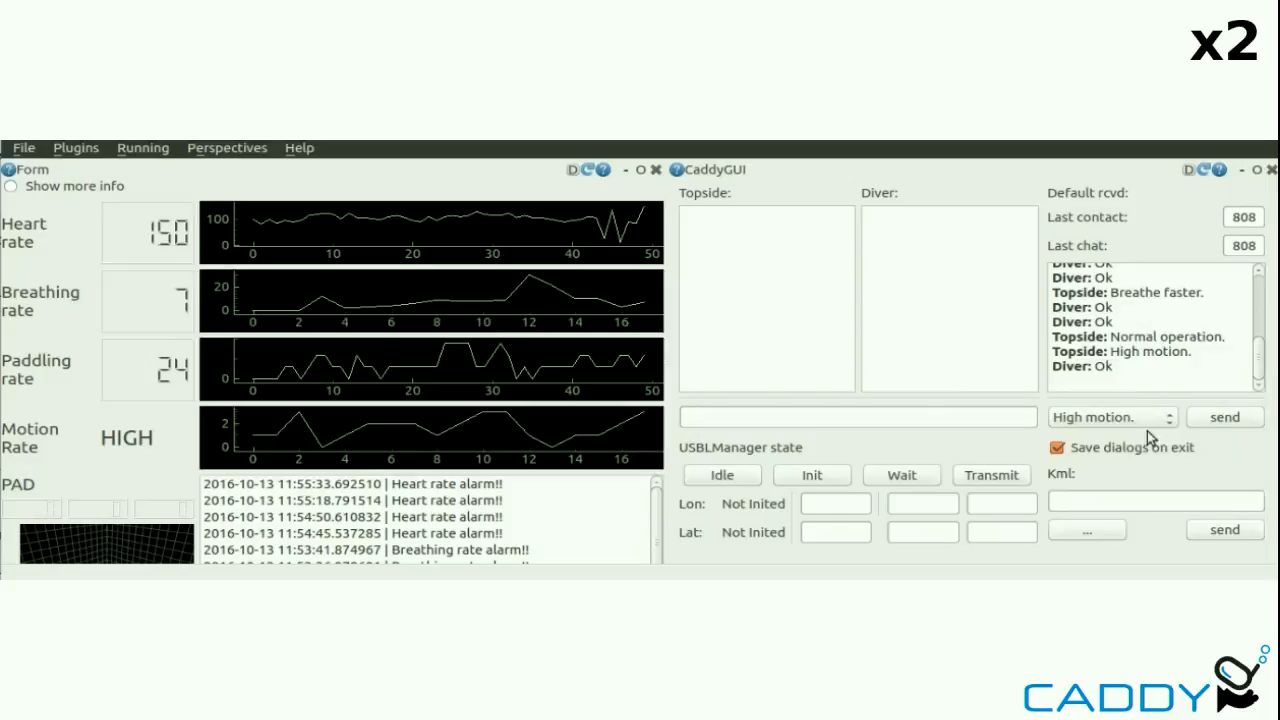 x2
File Plugins Running Perspectives Help
Form
D - O
CaddyGUI
D - O
Show more info
Heart
rate
150
100
0
0 10 20 30 40 50
Breathing
rate
7
20
0
0 2 4 6 8 10 12 14 16
Paddling
rate
24
0
0 10 20 30 40 50
Motion
Rate
HIGH
2
0
0 2 4 6 8 10 12 14 16
PAD
2016-10-13 11:55:33.692510 | Heart rate alarm!!
2016-10-13 11:55:18.791514 | Heart rate alarm!!
2016-10-13 11:54:50.610832 | Heart rate alarm!!
2016-10-13 11:54:45.537285 | Heart rate alarm!!
2016-10-13 11:53:41.874967 | Breathing rate alarm!!
Topside: Diver: Default rcvd:
Last contact: 808
Last chat: 808
Diver: Ok
Diver: Ok
Topside: Breathe faster.
Diver: Ok
Diver: Ok
Topside: Normal operation.
Topside: High motion.
Diver: Ok
High motion. send
USBLManager state
Save dialogs on exit
Idle Init Wait Transmit
Kml:
Lon: Not Inited
Lat: Not Inited
... send
CADDY